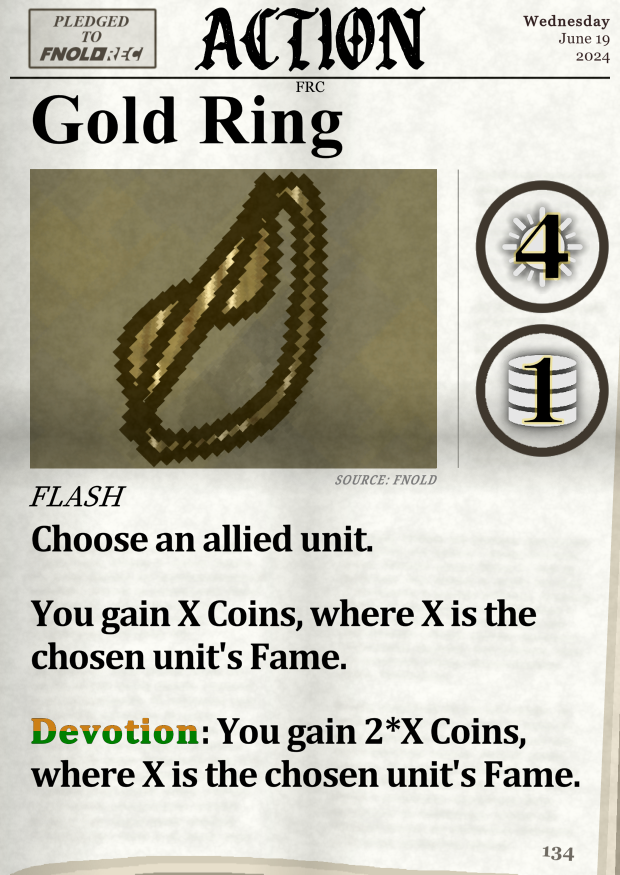 PLEDGED
TO
FNOLDREC
ACTION
Wednesday
June 19
2024
FRC
Gold Ring
4
1
SOURCE: FNOLD
FLASH
Choose an allied unit.
You gain X Coins, where X is the
chosen unit's Fame.
Devotion: You gain 2*X Coins,
where X is the chosen unit's Fame.
134